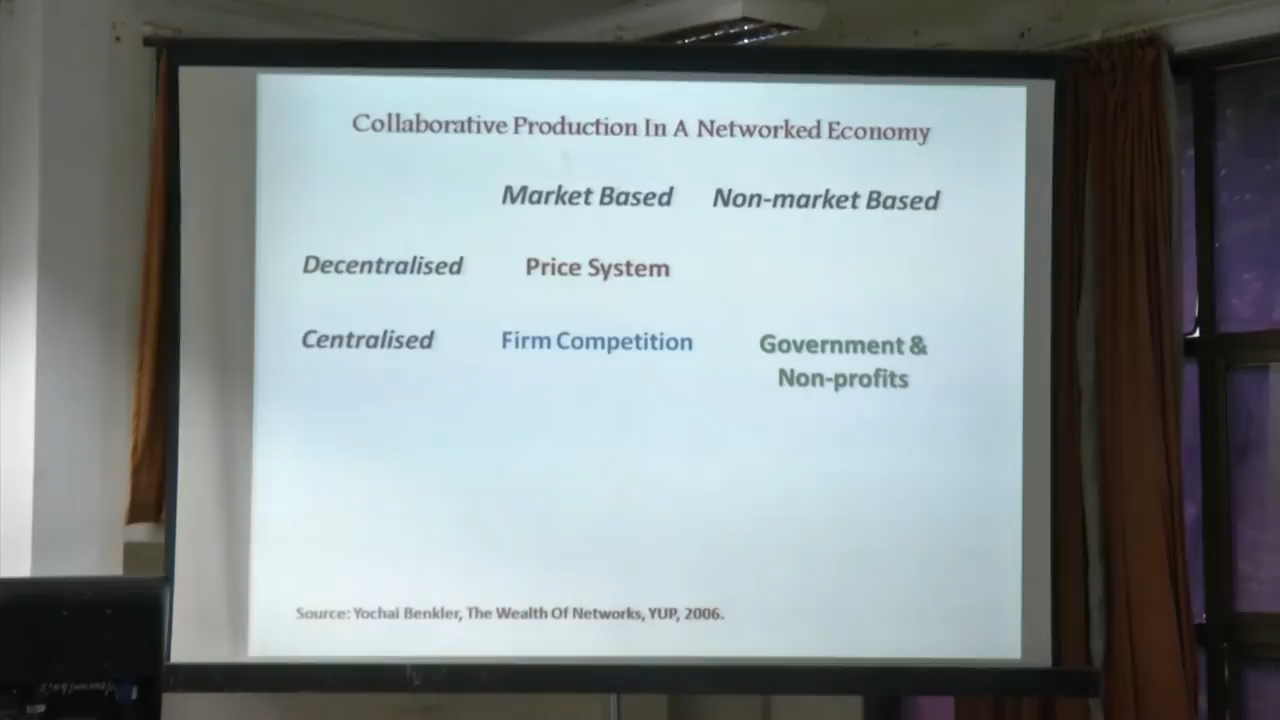 Collaborative Production In A Networked Economy
Market Based Non-market Based
Decentralised Price System
Centralised Firm Competition Government &
Non-profits
Source: Yochai Benkler, The Wealth Of Networks, YUP, 2006.